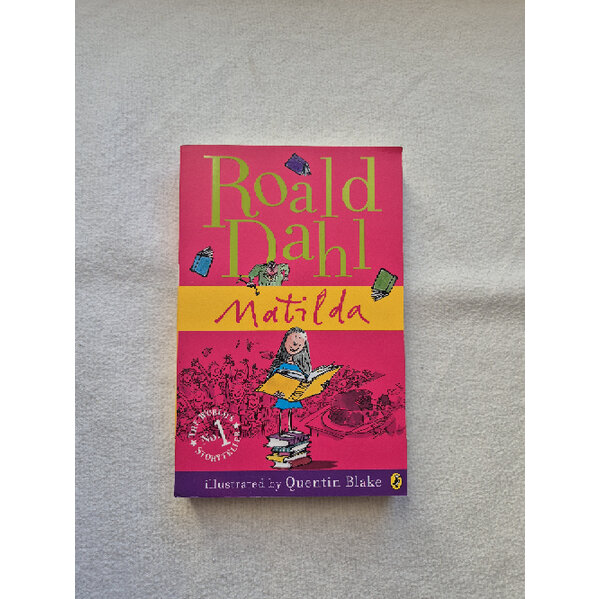 Roald
Dahl
Matilda
THE WORLD'S
No. 1
STORYTELLER
illustrated by Quentin Blake